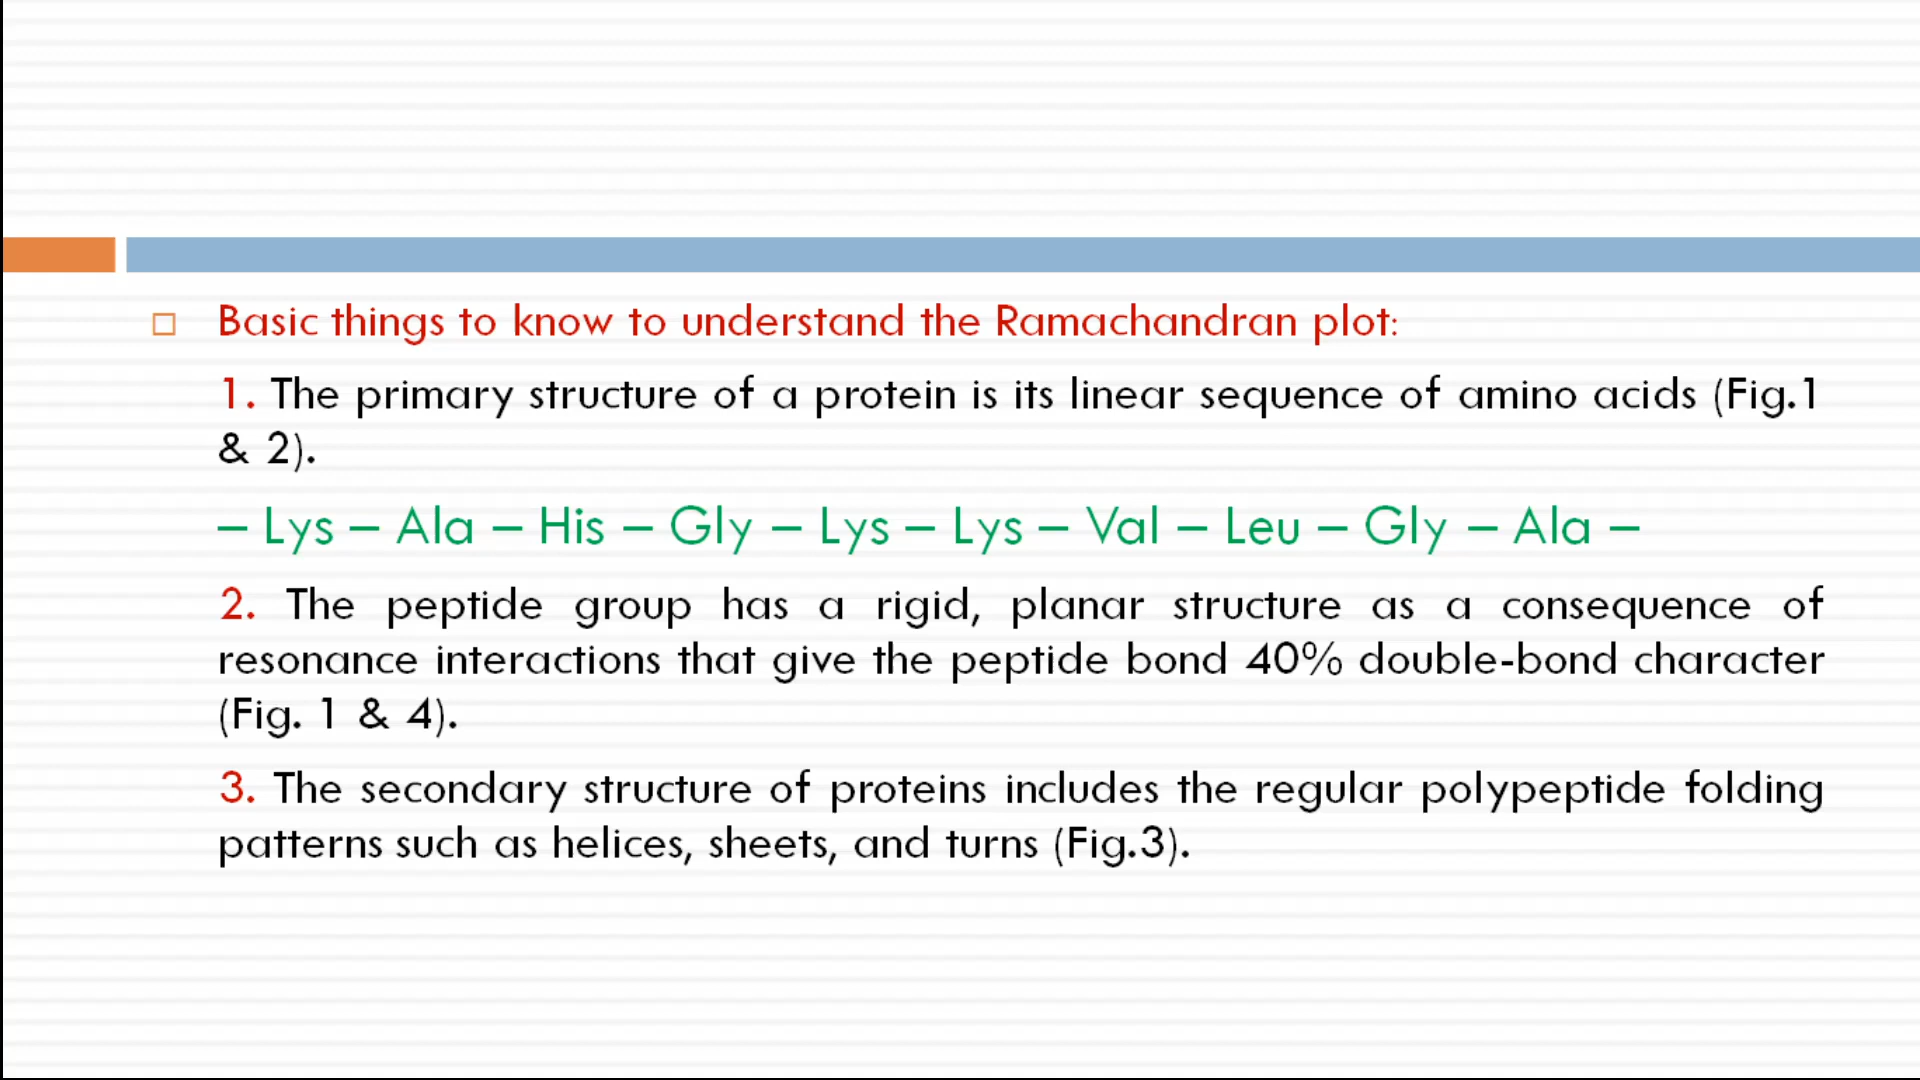 Basic things to know to understand the Ramachandran plot:
1. The primary structure of a protein is its linear sequence of amino acids (Fig.1
& 2).
– Lys – Ala – His – Gly – Lys – Lys – Val – Leu – Gly – Ala –
2. The peptide group has a rigid, planar structure as a consequence of
resonance interactions that give the peptide bond 40% double-bond character
(Fig. 1 & 4).
3. The secondary structure of proteins includes the regular polypeptide folding
patterns such as helices, sheets, and turns (Fig.3).